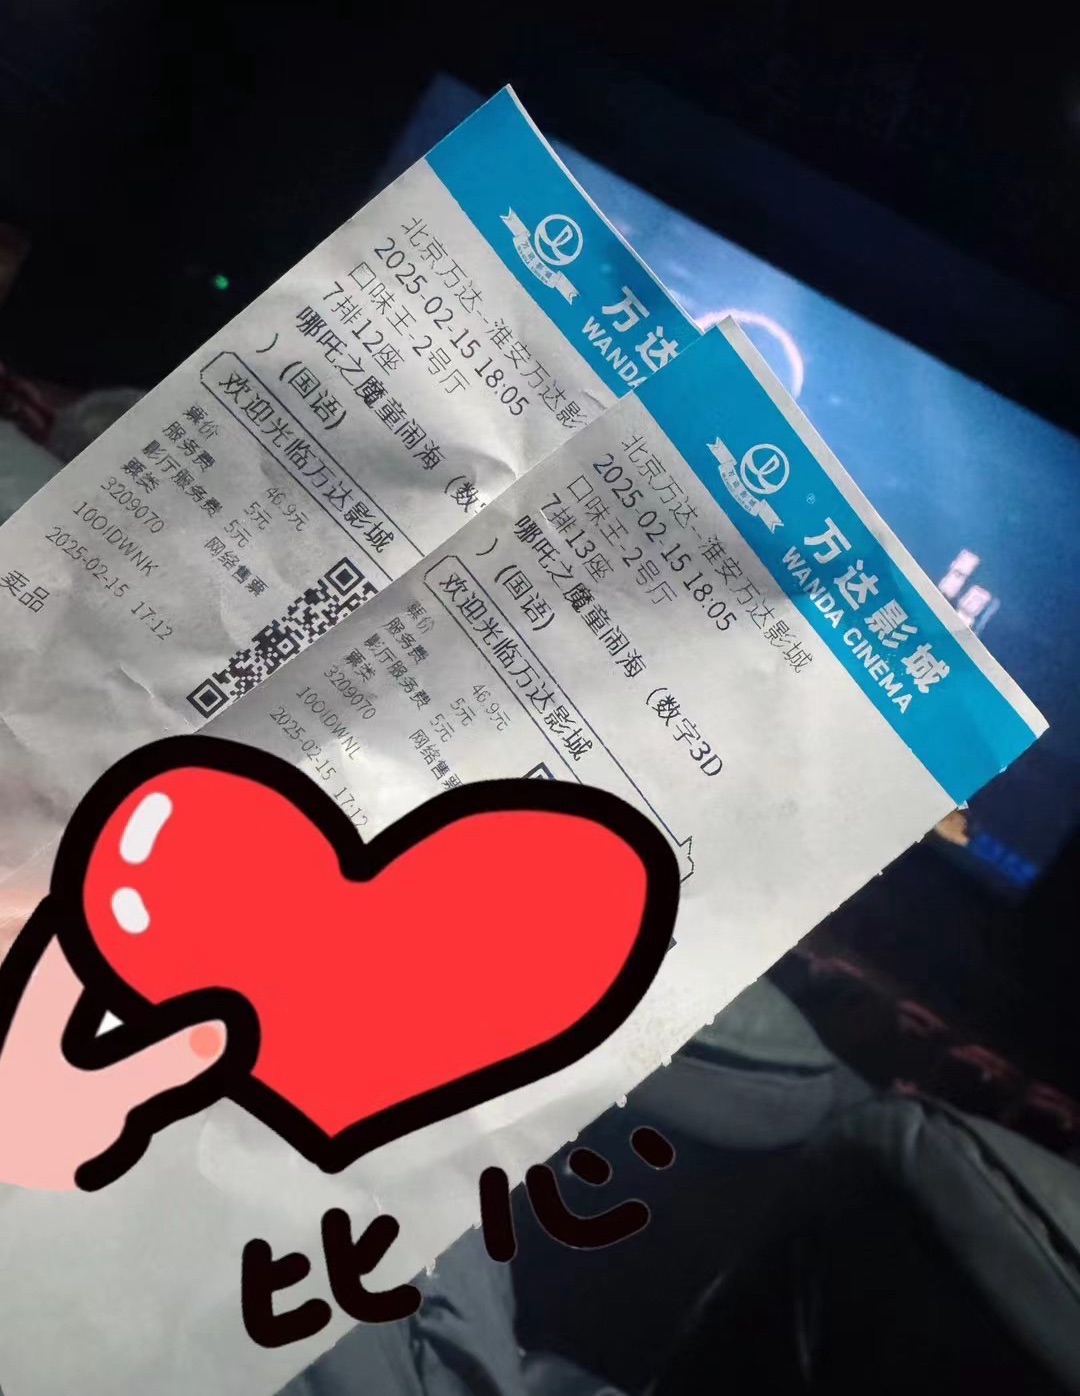 万达
WANDA
北京万达--淮安万达影
2025-02-15 18:05
口味王-2号厅
7排12座
哪吒之魔童闹海（数
）（国语）
欢迎光临万达影城
票价 46.9元
服务费 5元
影厅服务费 5元
票类 网络售票
3209070
10OIDWNK
2025-02-15 17:12
卖品
万达影城
WANDA CINEMA
北京万达--淮安万达影城
2025-02-15 18:05
口味王-2号厅
7排13座
哪吒之魔童闹海（数字3D
）（国语）
欢迎光临万达影城
票价 46.9元
服务费 5元
影厅服务费 5元
票类 网络售票
3209070
10OIDWNL
2025-02-15 17:12
比心